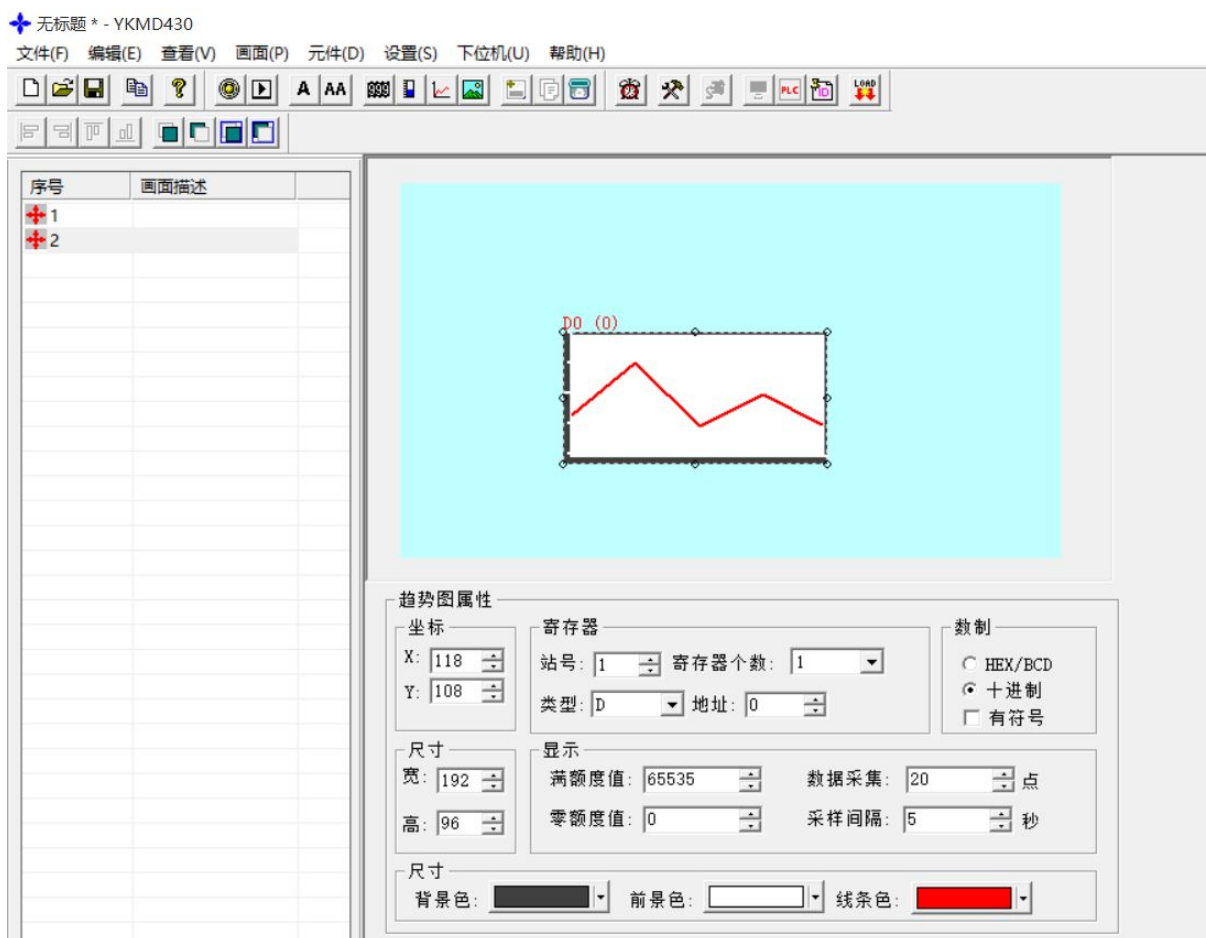 无标题 * - YKMD430
文件(F) 编辑(E) 查看(V) 画面(P) 元件(D) 设置(S) 下位机(U) 帮助(H)
A AA PLC ID LOAD
序号 画面描述
1
2
D0 (0)
趋势图属性
坐标 寄存器 数制
X: 118 站号: 1 寄存器个数: 1 HEX/BCD
Y: 108 类型: D 地址: 0 十进制
有符号
尺寸 显示
宽: 192 满额度值: 65535 数据采集: 20 点
高: 96 零额度值: 0 采样间隔: 5 秒
尺寸
背景色: 前景色: 线条色: